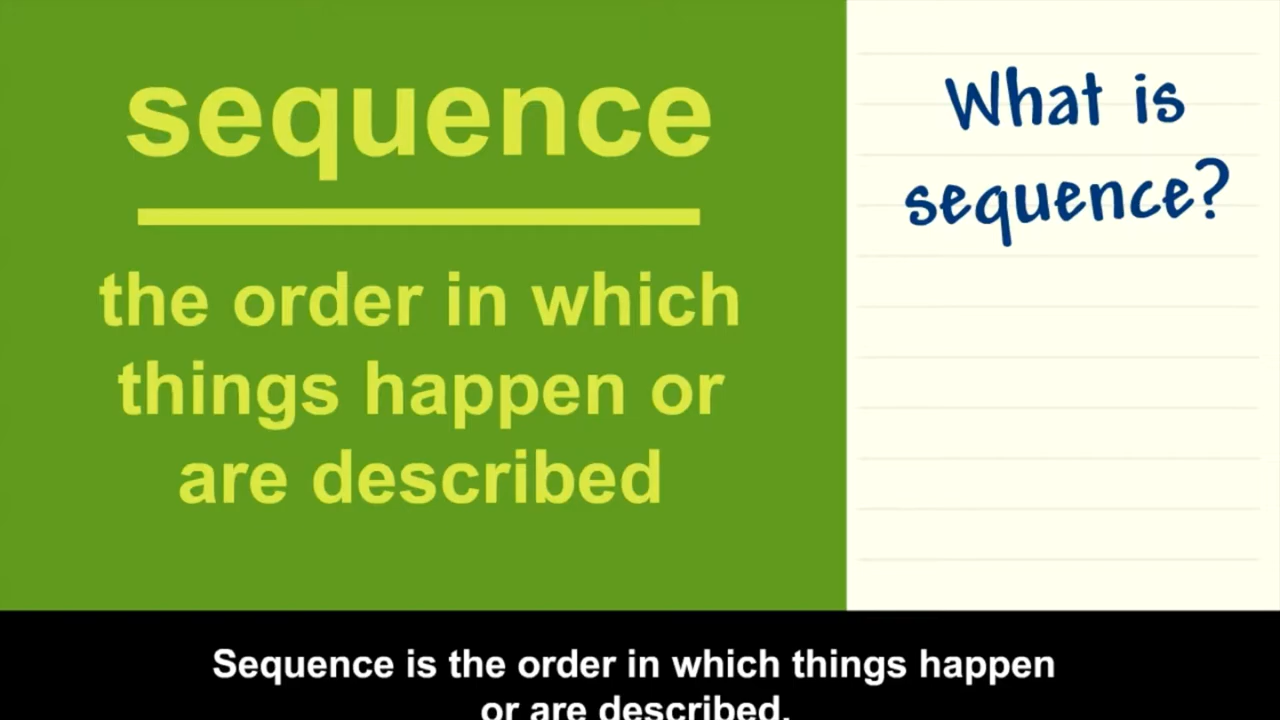 sequence
the order in which
things happen or
are described
What is
sequence?
Sequence is the order in which things happen
or are described.